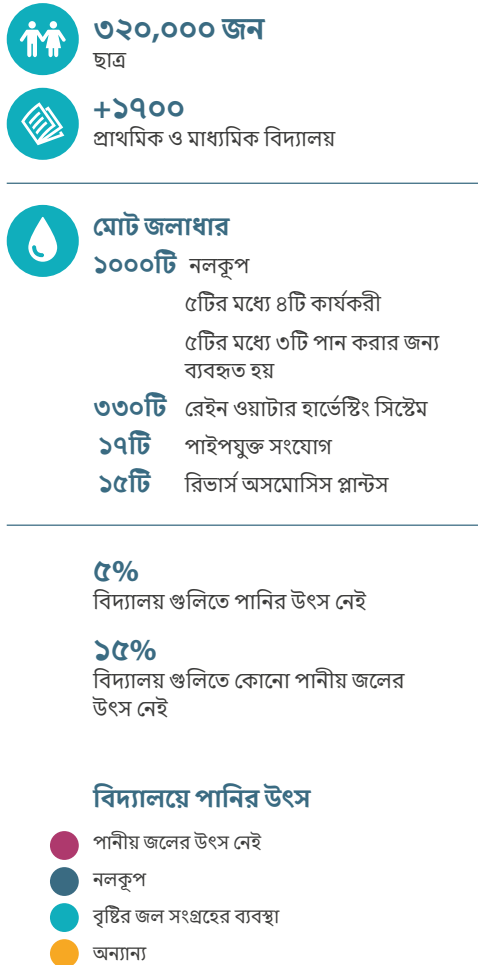 ৩২০,০০০ জন
ছাত্র
+১৭০০
প্রাথমিক ও মাধ্যমিক বিদ্যালয়
মোট জলাধার
১০০০টি নলকূপ
৫টির মধ্যে ৪টি কার্যকরী
৫টির মধ্যে ৩টি পান করার জন্য
ব্যবহৃত হয়
৩৩০টি রেইন ওয়াটার হার্ভেস্টিং সিস্টেম
১৭টি পাইপযুক্ত সংযোগ
১৫টি রিভার্স অসমোসিস প্লান্টস
৫%
বিদ্যালয় গুলিতে পানির উৎস নেই
১৫%
বিদ্যালয় গুলিতে কোনো পানীয় জলের
উৎস নেই
বিদ্যালয়ে পানির উৎস
পানীয় জলের উৎস নেই
নলকূপ
বৃষ্টির জল সংগ্রহের ব্যবস্থা
অন্যান্য